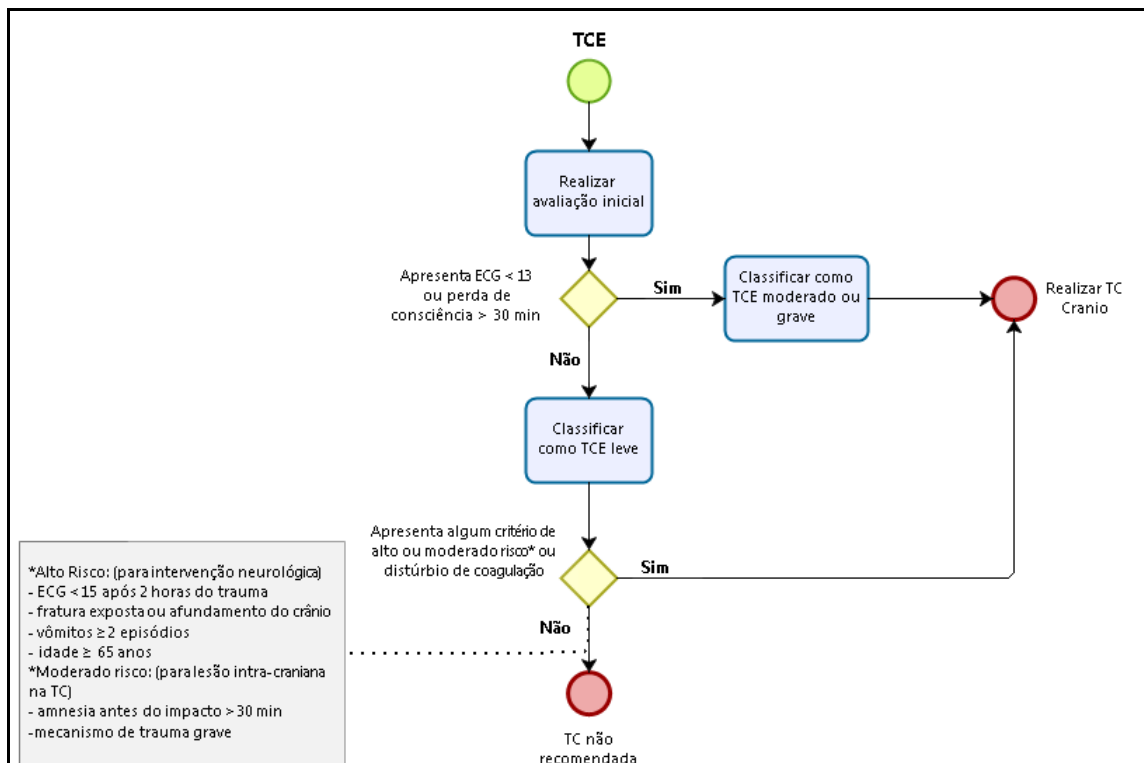 TCE
Realizar
avaliação inicial
Apresenta ECG < 13
ou perda de
consciência > 30 min
Sim
Classificar como
TCE moderado ou
grave
Realizar TC
Cranio
Não
Classificar
como TCE leve
Apresenta algum critério de
alto ou moderado risco* ou
distúrbio de coagulação
Sim
Não
*Alto Risco: (para intervenção neurológica)
- ECG <15 após 2 horas do trauma
- fratura exposta ou afundamento do crânio
- vômitos ≥2 episódios
- idade ≥ 65 anos
*Moderado risco: (para lesão intra-craniana
na TC)
- amnesia antes do impacto >30 min
-mecanismo de trauma grave
TC não
recomendada